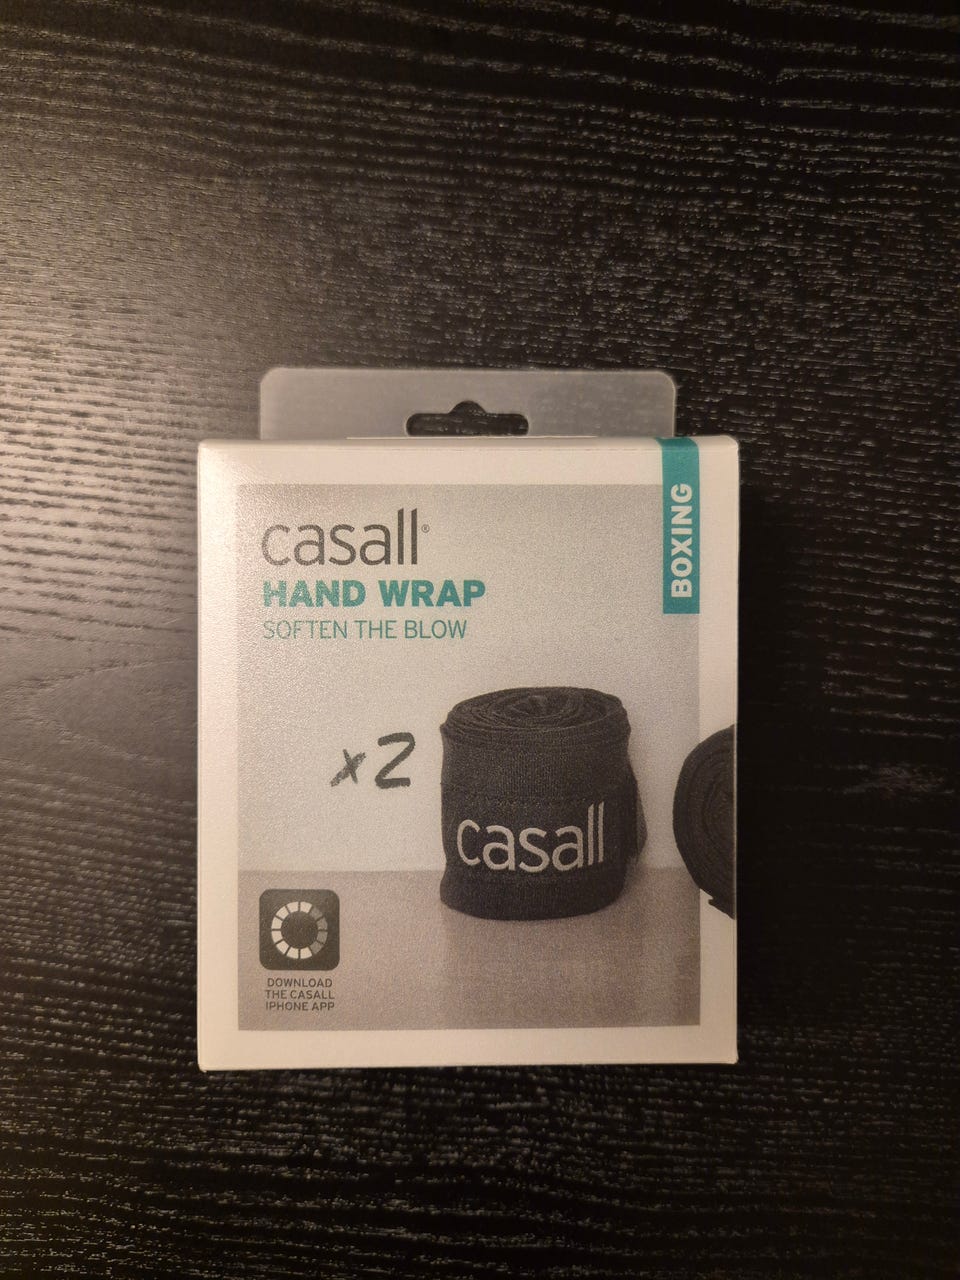 casall®
HAND WRAP
SOFTEN THE BLOW
BOXING
x2
casall
DOWNLOAD
THE CASALL
IPHONE APP